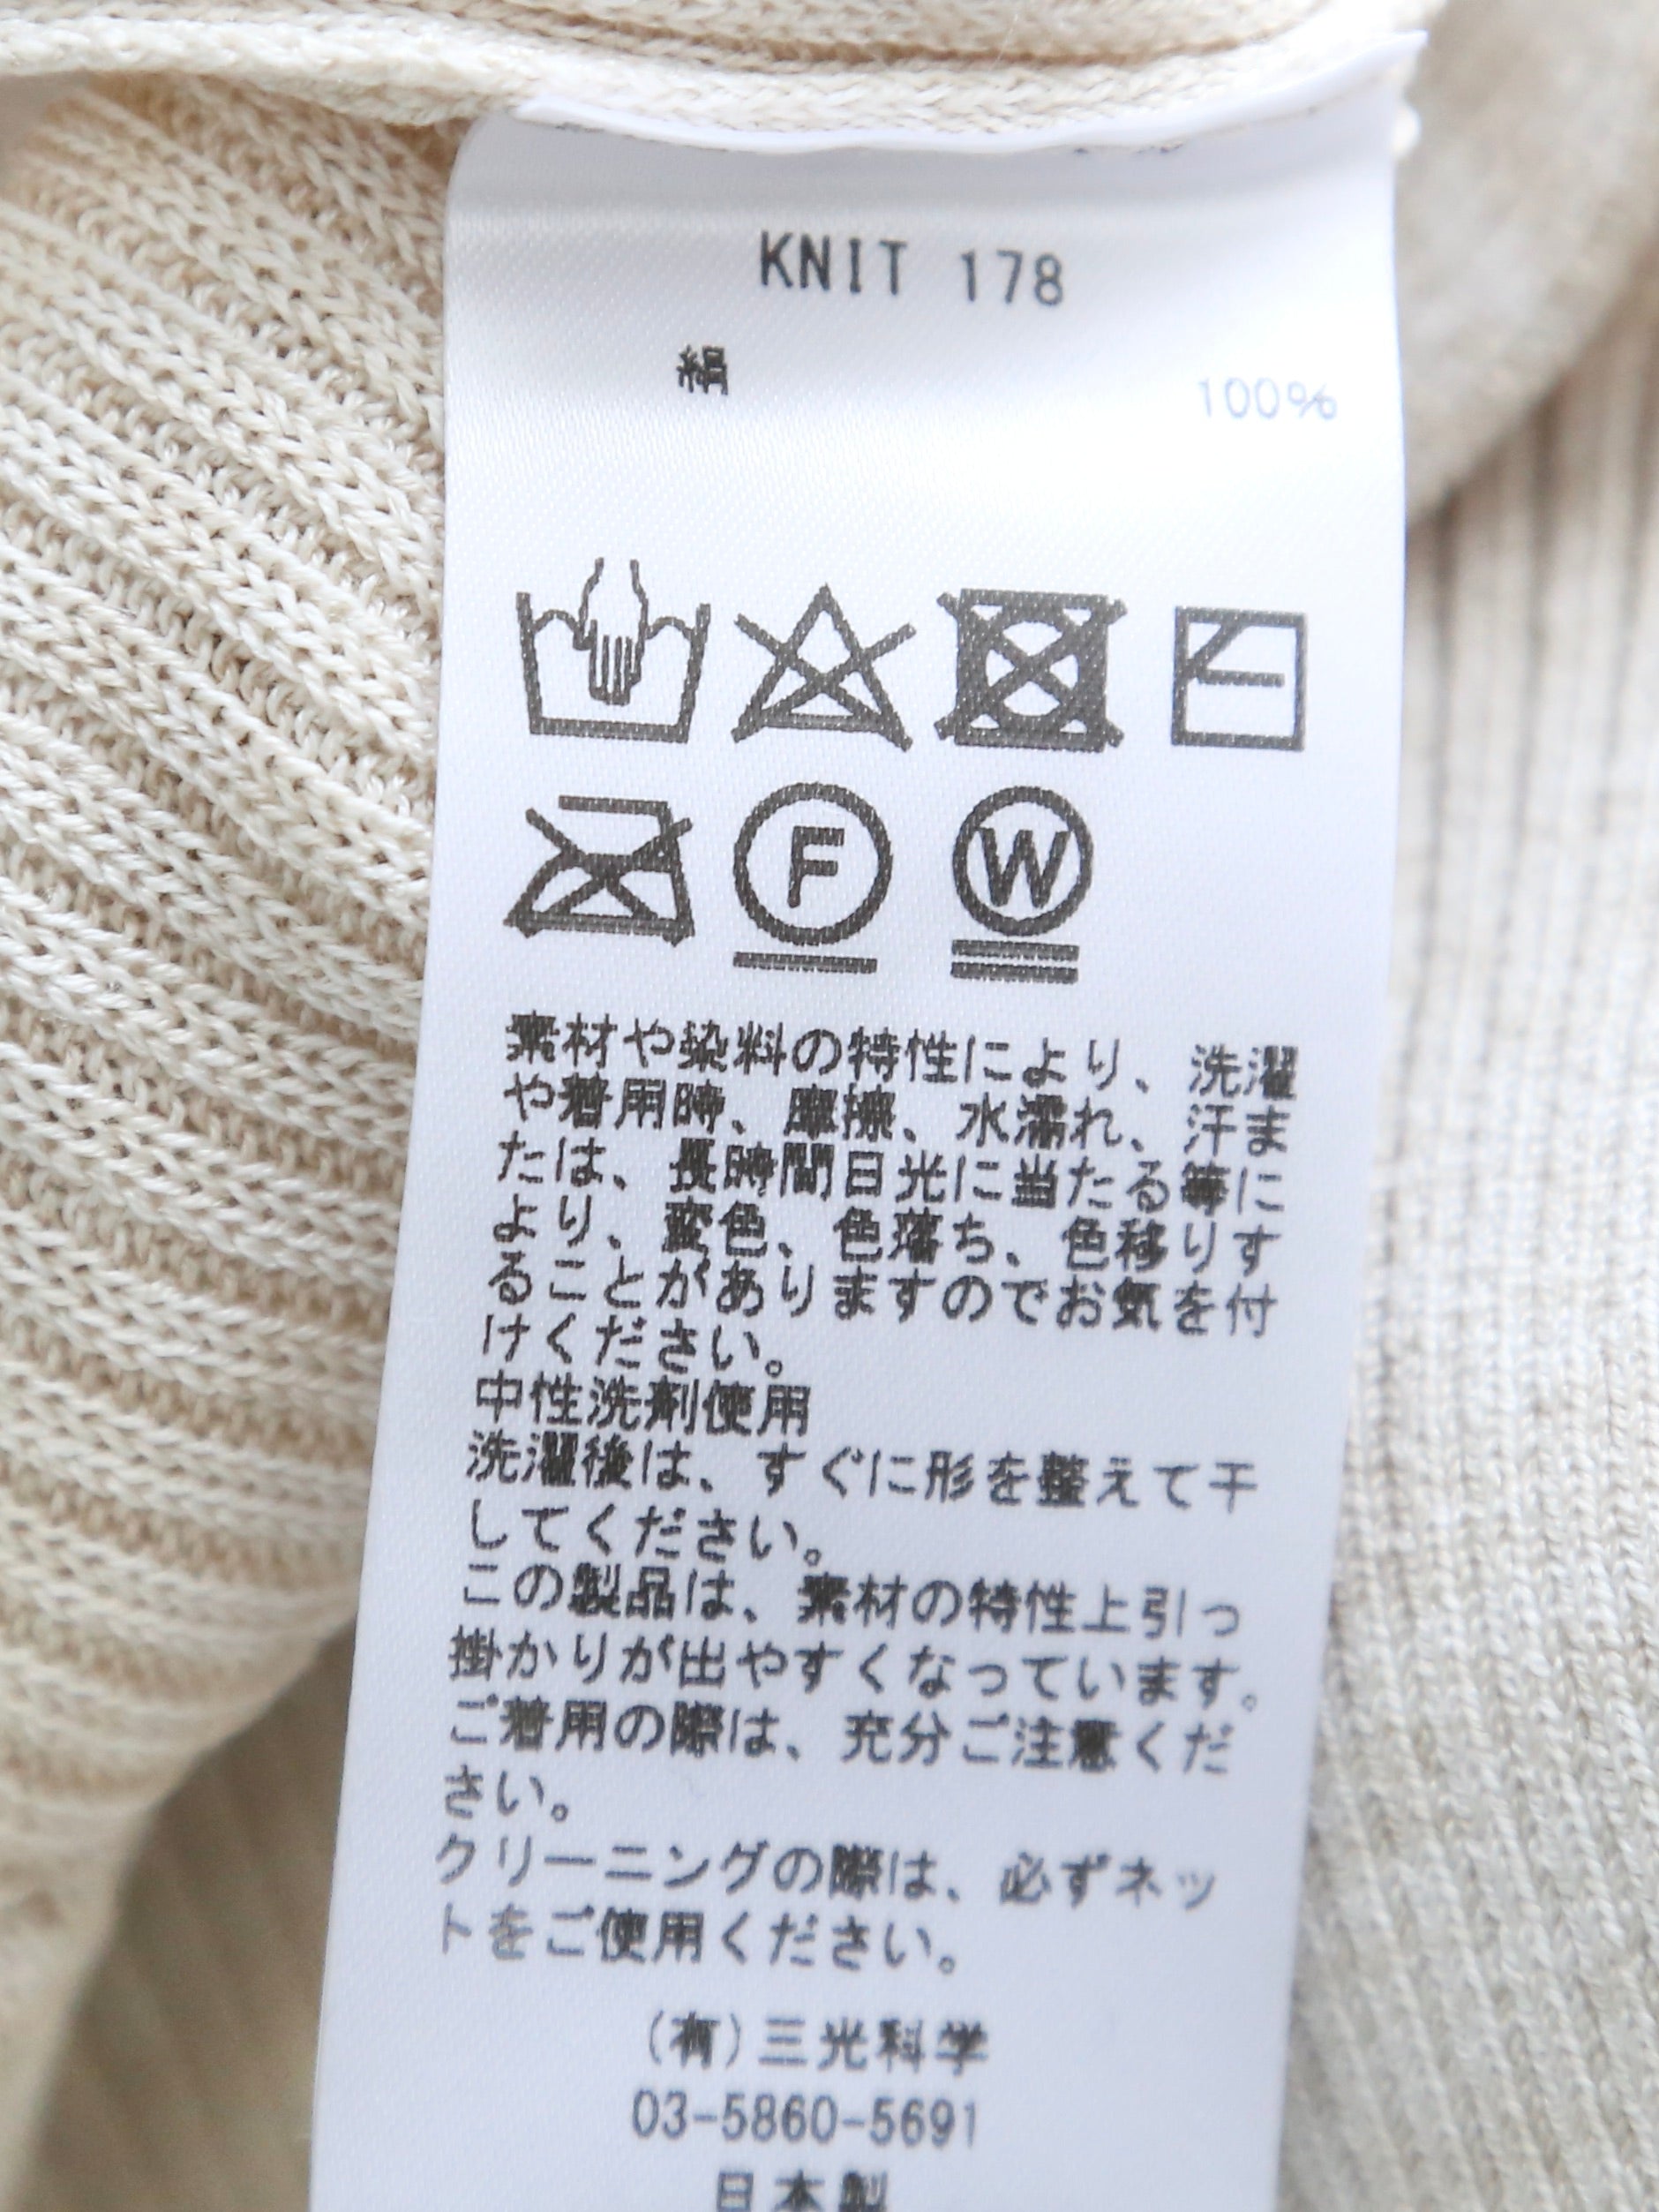 KNIT 178
絹 100%
F W
素材や染料の特性により、洗濯
や着用時、摩擦、水濡れ、汗ま
たは、長時間日光に当たる等に
より、変色、色落ち、色移りす
ることがありますのでお気を付
けください。
中性洗剤使用
洗濯後は、すぐに形を整えて干
してください。
この製品は、素材の特性上引っ
掛かりが出やすくなっています。
ご着用の際は、充分ご注意くだ
さい。
クリーニングの際は、必ずネッ
トをご使用ください。
(有)三光科学
03-5860-5691
日本製